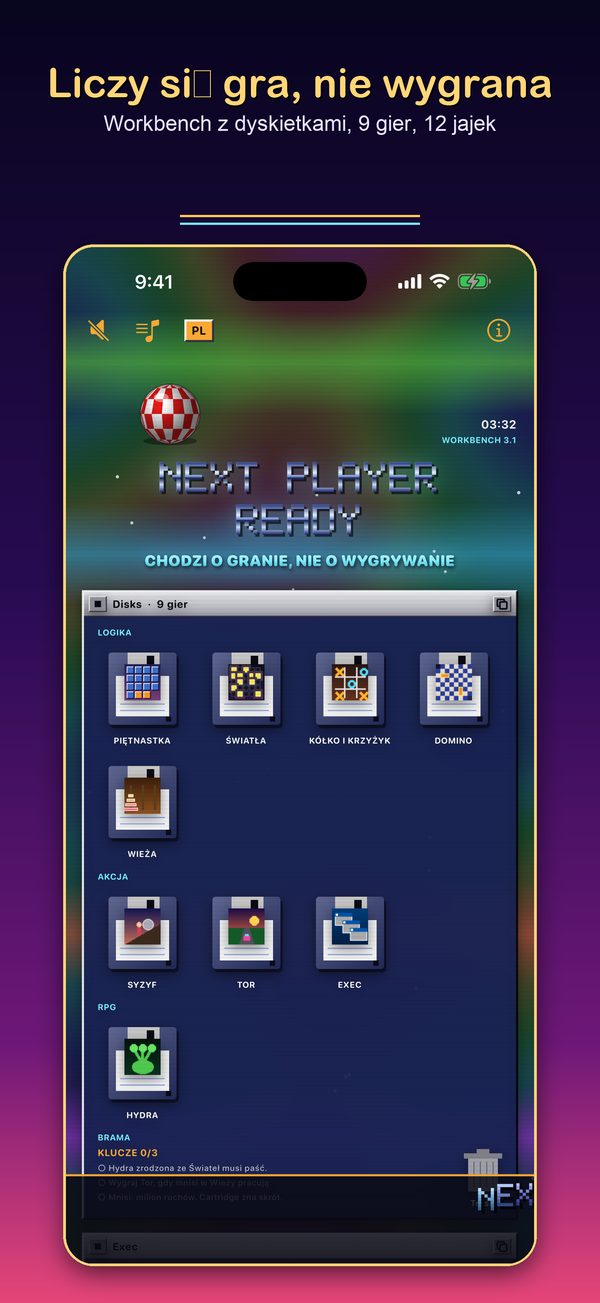 Liczy si□ gra, nie wygrana
Workbench z dyskietkami, 9 gier, 12 jajek
9:41
PL
03:32
WORKBENCH 3.1
NEXT PLAYER
READY
CHODZI O GRANIE, NIE O WYGRYWANIE
Disks · 9 gier
LOGIKA
PIĘTNASTKA ŚWIATŁA KÓŁKO I KRZYŻYK DOMINO
WIEŻA
AKCJA
SYZYF TOR EXEC
RPG
HYDRA
BRAMA
KLUCZE 0/3
Hydra zrodzona ze Świateł musi paść.
Wygraj Tor, gdy mnisi w Wieży pracują.
Mnisi: milion ruchów. Cartridge zna skrót.
NEX
Exec